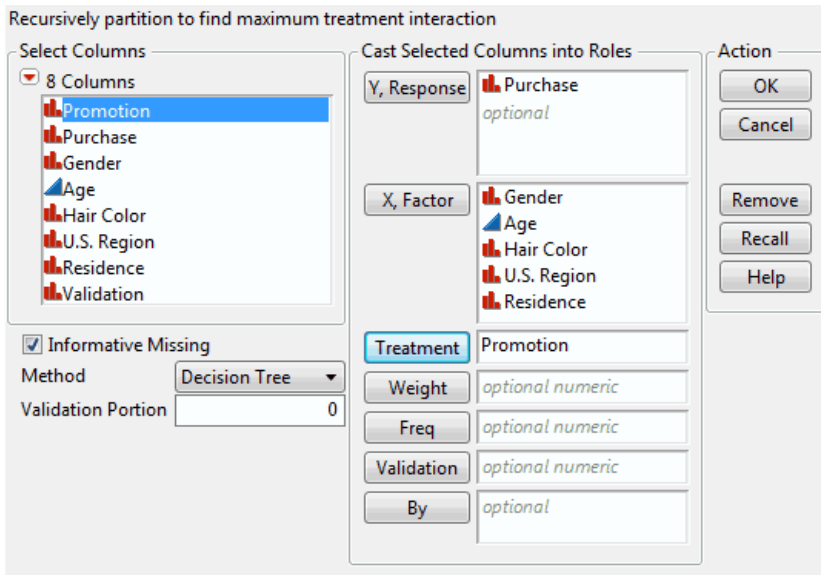 Recursively partition to find maximum treatment interaction
Select Columns
8 Columns
Promotion
Purchase
Gender
Age
Hair Color
U.S. Region
Residence
Validation
Informative Missing
Method Decision Tree
Validation Portion 0
Cast Selected Columns into Roles
Y, Response Purchase
optional
X, Factor Gender
Age
Hair Color
U.S. Region
Residence
Treatment Promotion
Weight optional numeric
Freq optional numeric
Validation optional numeric
By optional
Action
OK
Cancel
Remove
Recall
Help